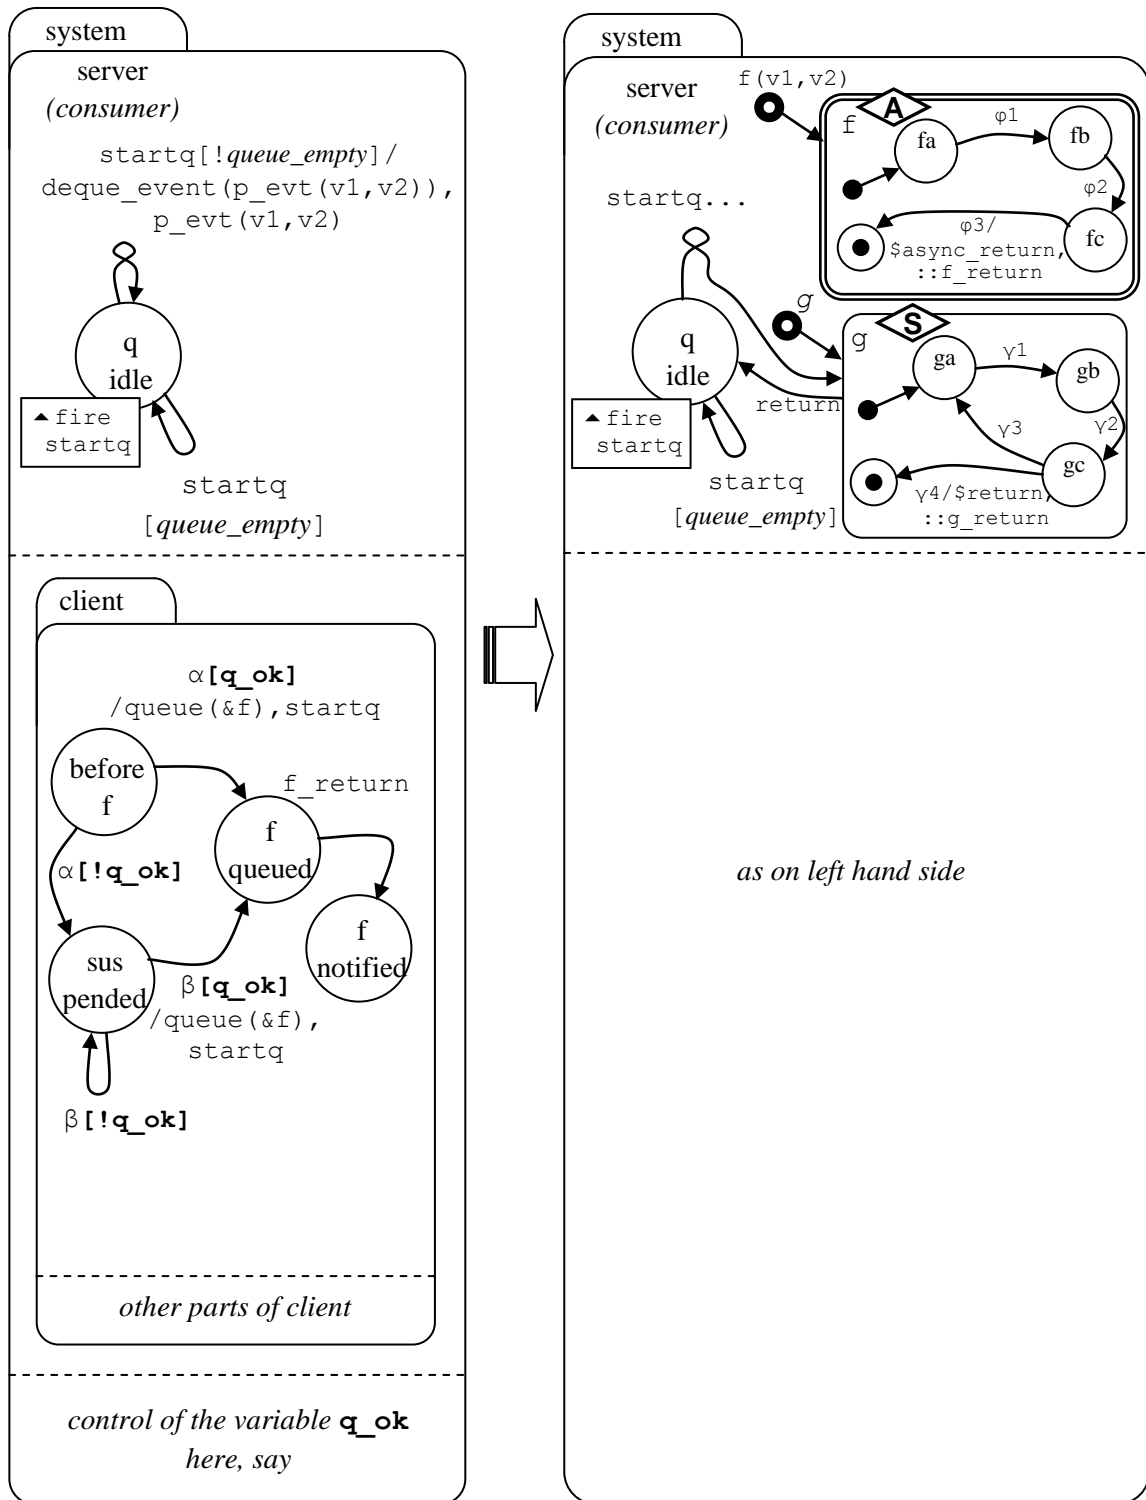 system
server
(consumer)
startq[!queue_empty]/
deque_event(p_evt(v1,v2)),
p_evt(v1,v2)
q
idle
▲ fire
startq
startq
[queue_empty]
client
α[q_ok]
/queue(&f),startq
before
f
f_return
f
queued
α[!q_ok]
f
notified
sus
pended
β[q_ok]
/queue(&f),
startq
β[!q_ok]
other parts of client
control of the variable q_ok
here, say
system
server
(consumer)
f(v1,v2)
A
f
fa
φ1
fb
φ2
fc
φ3/
$async_return,
::f_return
startq...
q
idle
▲ fire
startq
startq
[queue_empty]
return
g
S
g
ga
γ1
gb
γ2
γ3
gc
γ4/$return,
::g_return
as on left hand side